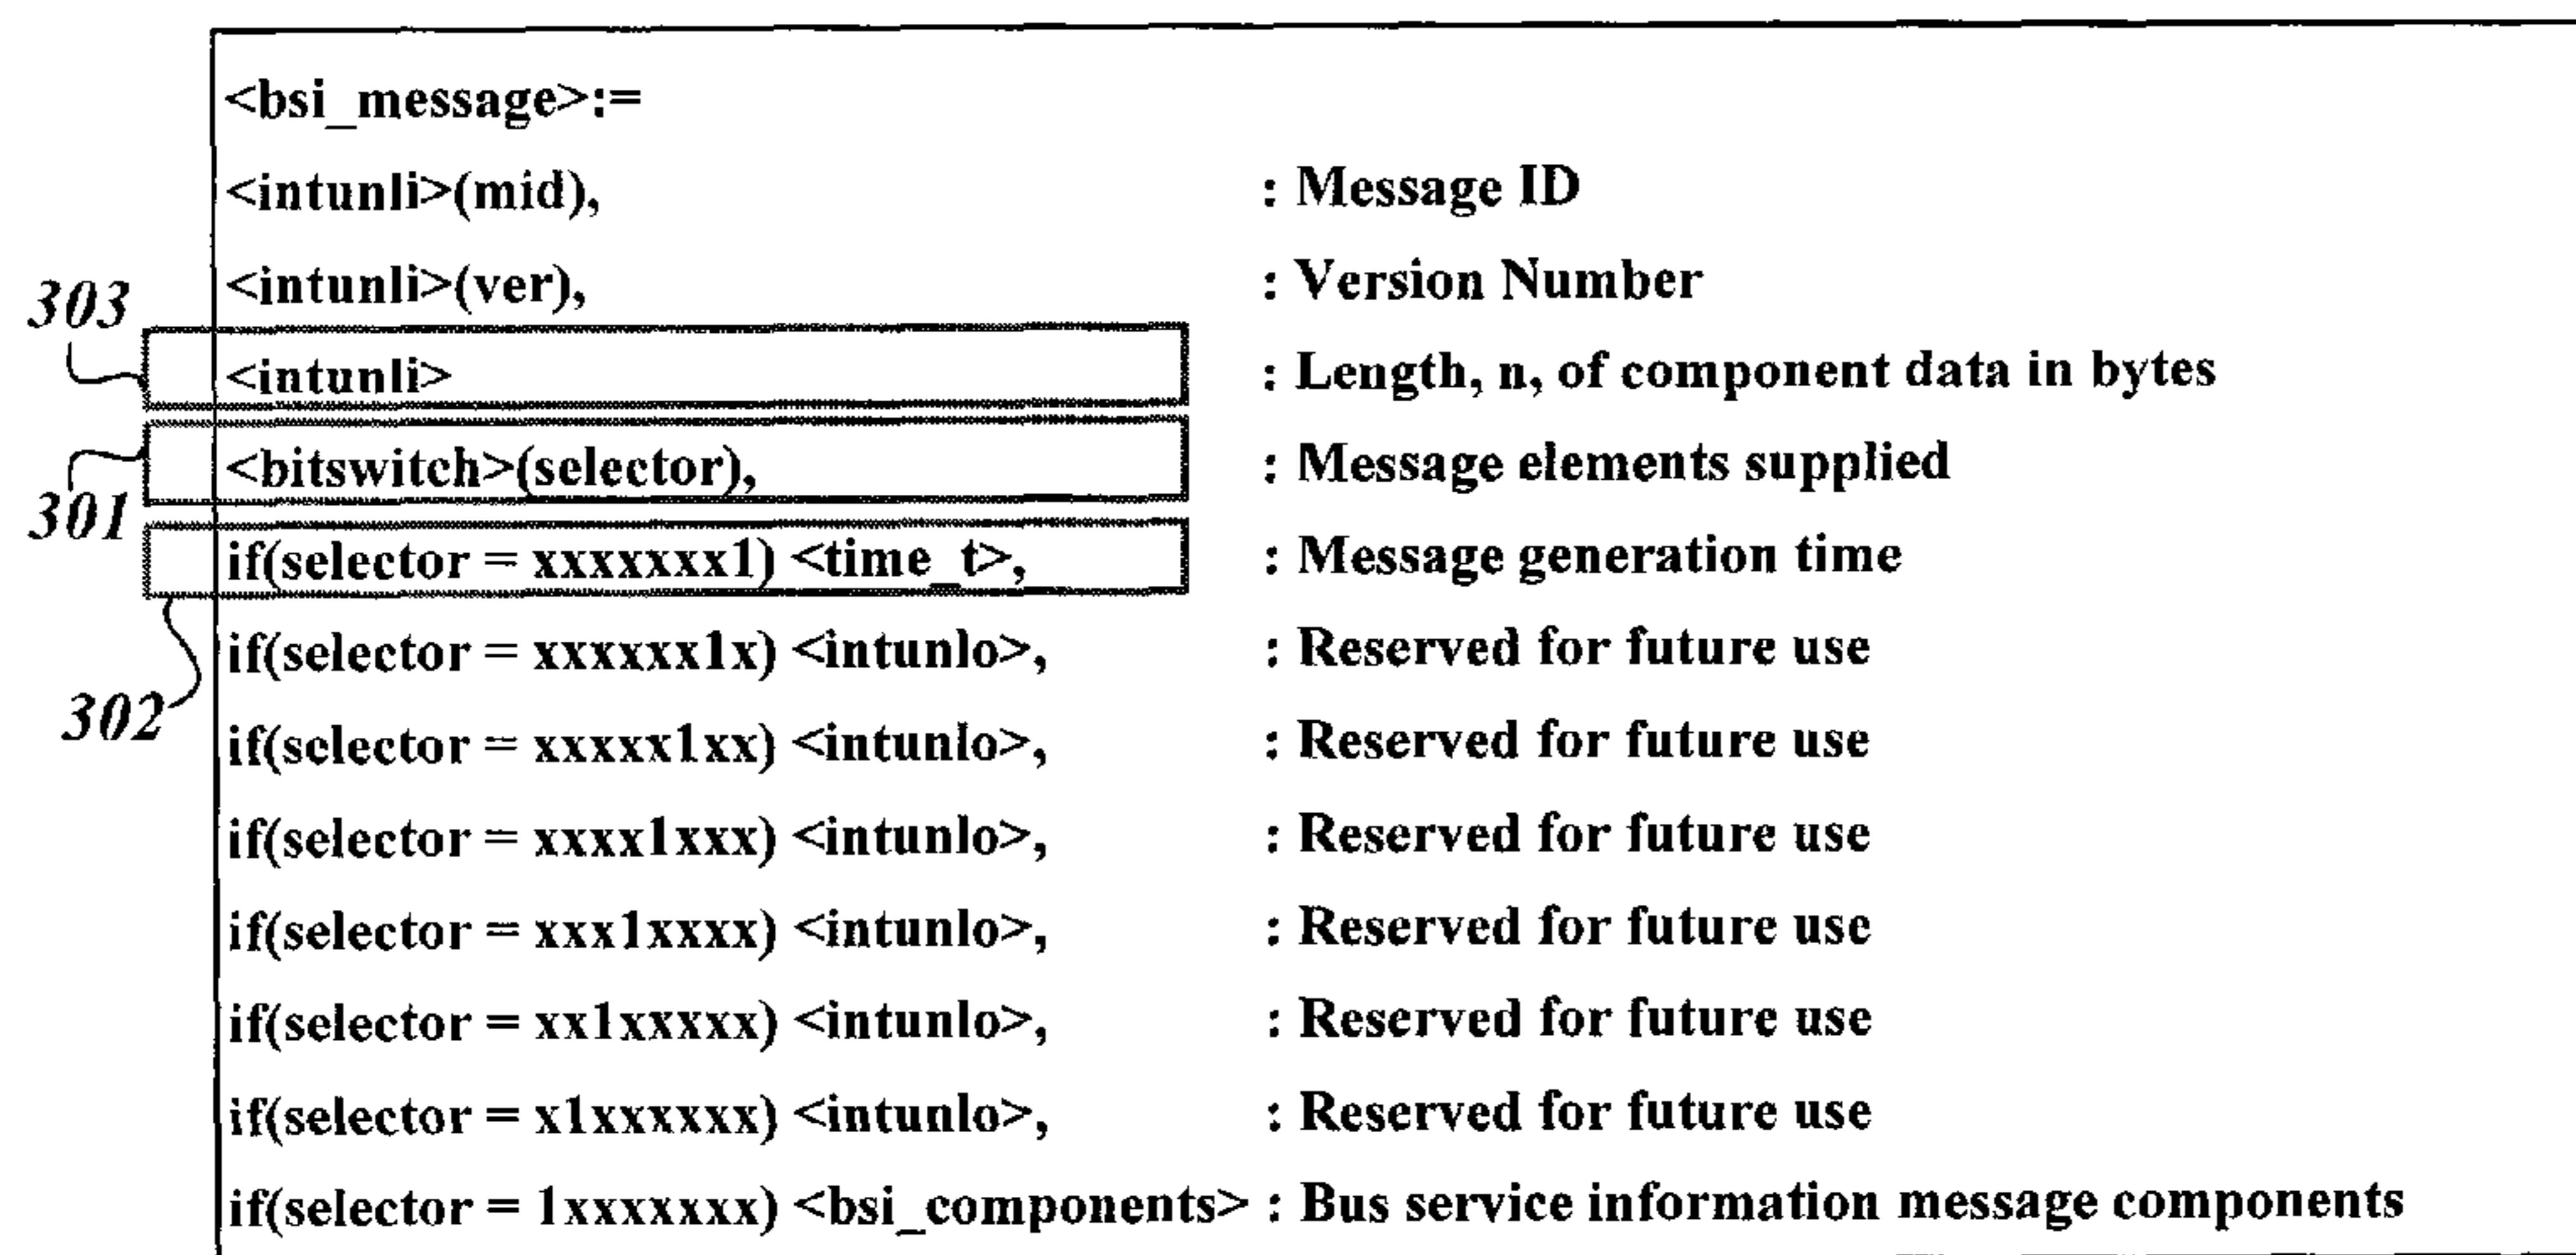 <bsi_message>:=
<intunli>(mid), : Message ID
<intunli>(ver), : Version Number
303
<intunli> : Length, n, of component data in bytes
<bitswitch>(selector), : Message elements supplied
301
if(selector = xxxxxxx1) <time_t>, : Message generation time
if(selector = xxxxxx1x) <intunlo>, : Reserved for future use
302
if(selector = xxxxx1xx) <intunlo>, : Reserved for future use
if(selector = xxxx1xxx) <intunlo>, : Reserved for future use
if(selector = xxx1xxxx) <intunlo>, : Reserved for future use
if(selector = xx1xxxxx) <intunlo>, : Reserved for future use
if(selector = x1xxxxxx) <intunlo>, : Reserved for future use
if(selector = 1xxxxxxx) <bsi_components> : Bus service information message components